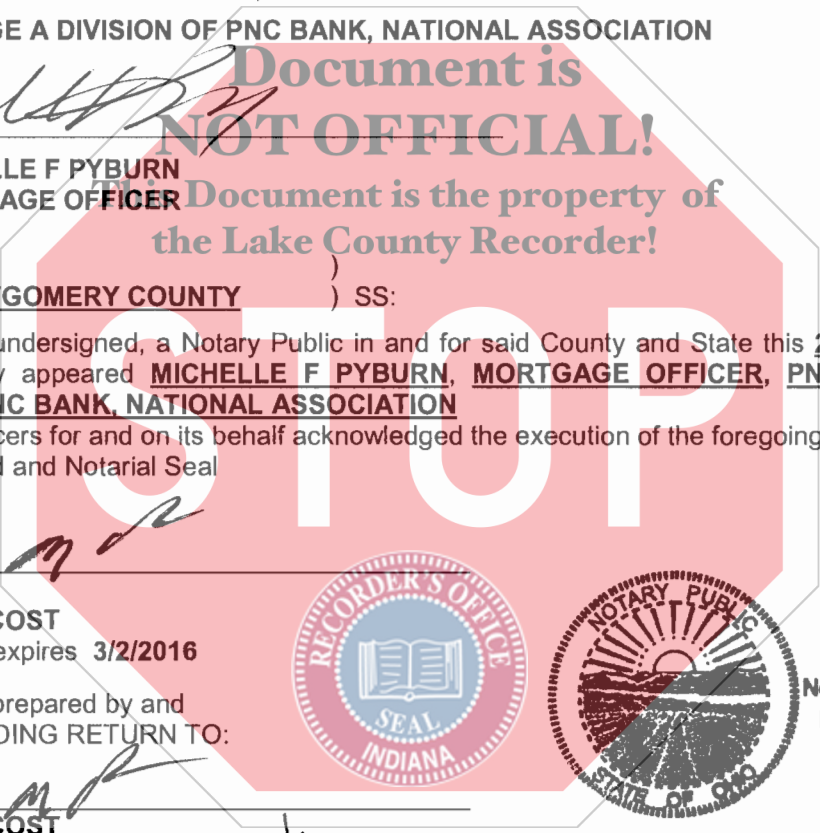 GE A DIVISION OF PNC BANK, NATIONAL ASSOCIATION
Document is
NOT OFFICIAL!
LLE F PYBURN
AGE OFFICER
This Document is the property of
the Lake County Recorder!
)
TGOMERY COUNTY ) SS:
STOP
undersigned, a Notary Public in and for said County and State this 2
y appeared MICHELLE F PYBURN, MORTGAGE OFFICER, PN
NC BANK, NATIONAL ASSOCIATION
cers for and on its behalf acknowledged the execution of the foregoing
d and Notarial Seal
COST
expires 3/2/2016
prepared by and
DING RETURN TO:
RECORDER'S OFFICE
SEAL
INDIANA
NOTARY PUBLIC
STATE OF OHIO
No
COST